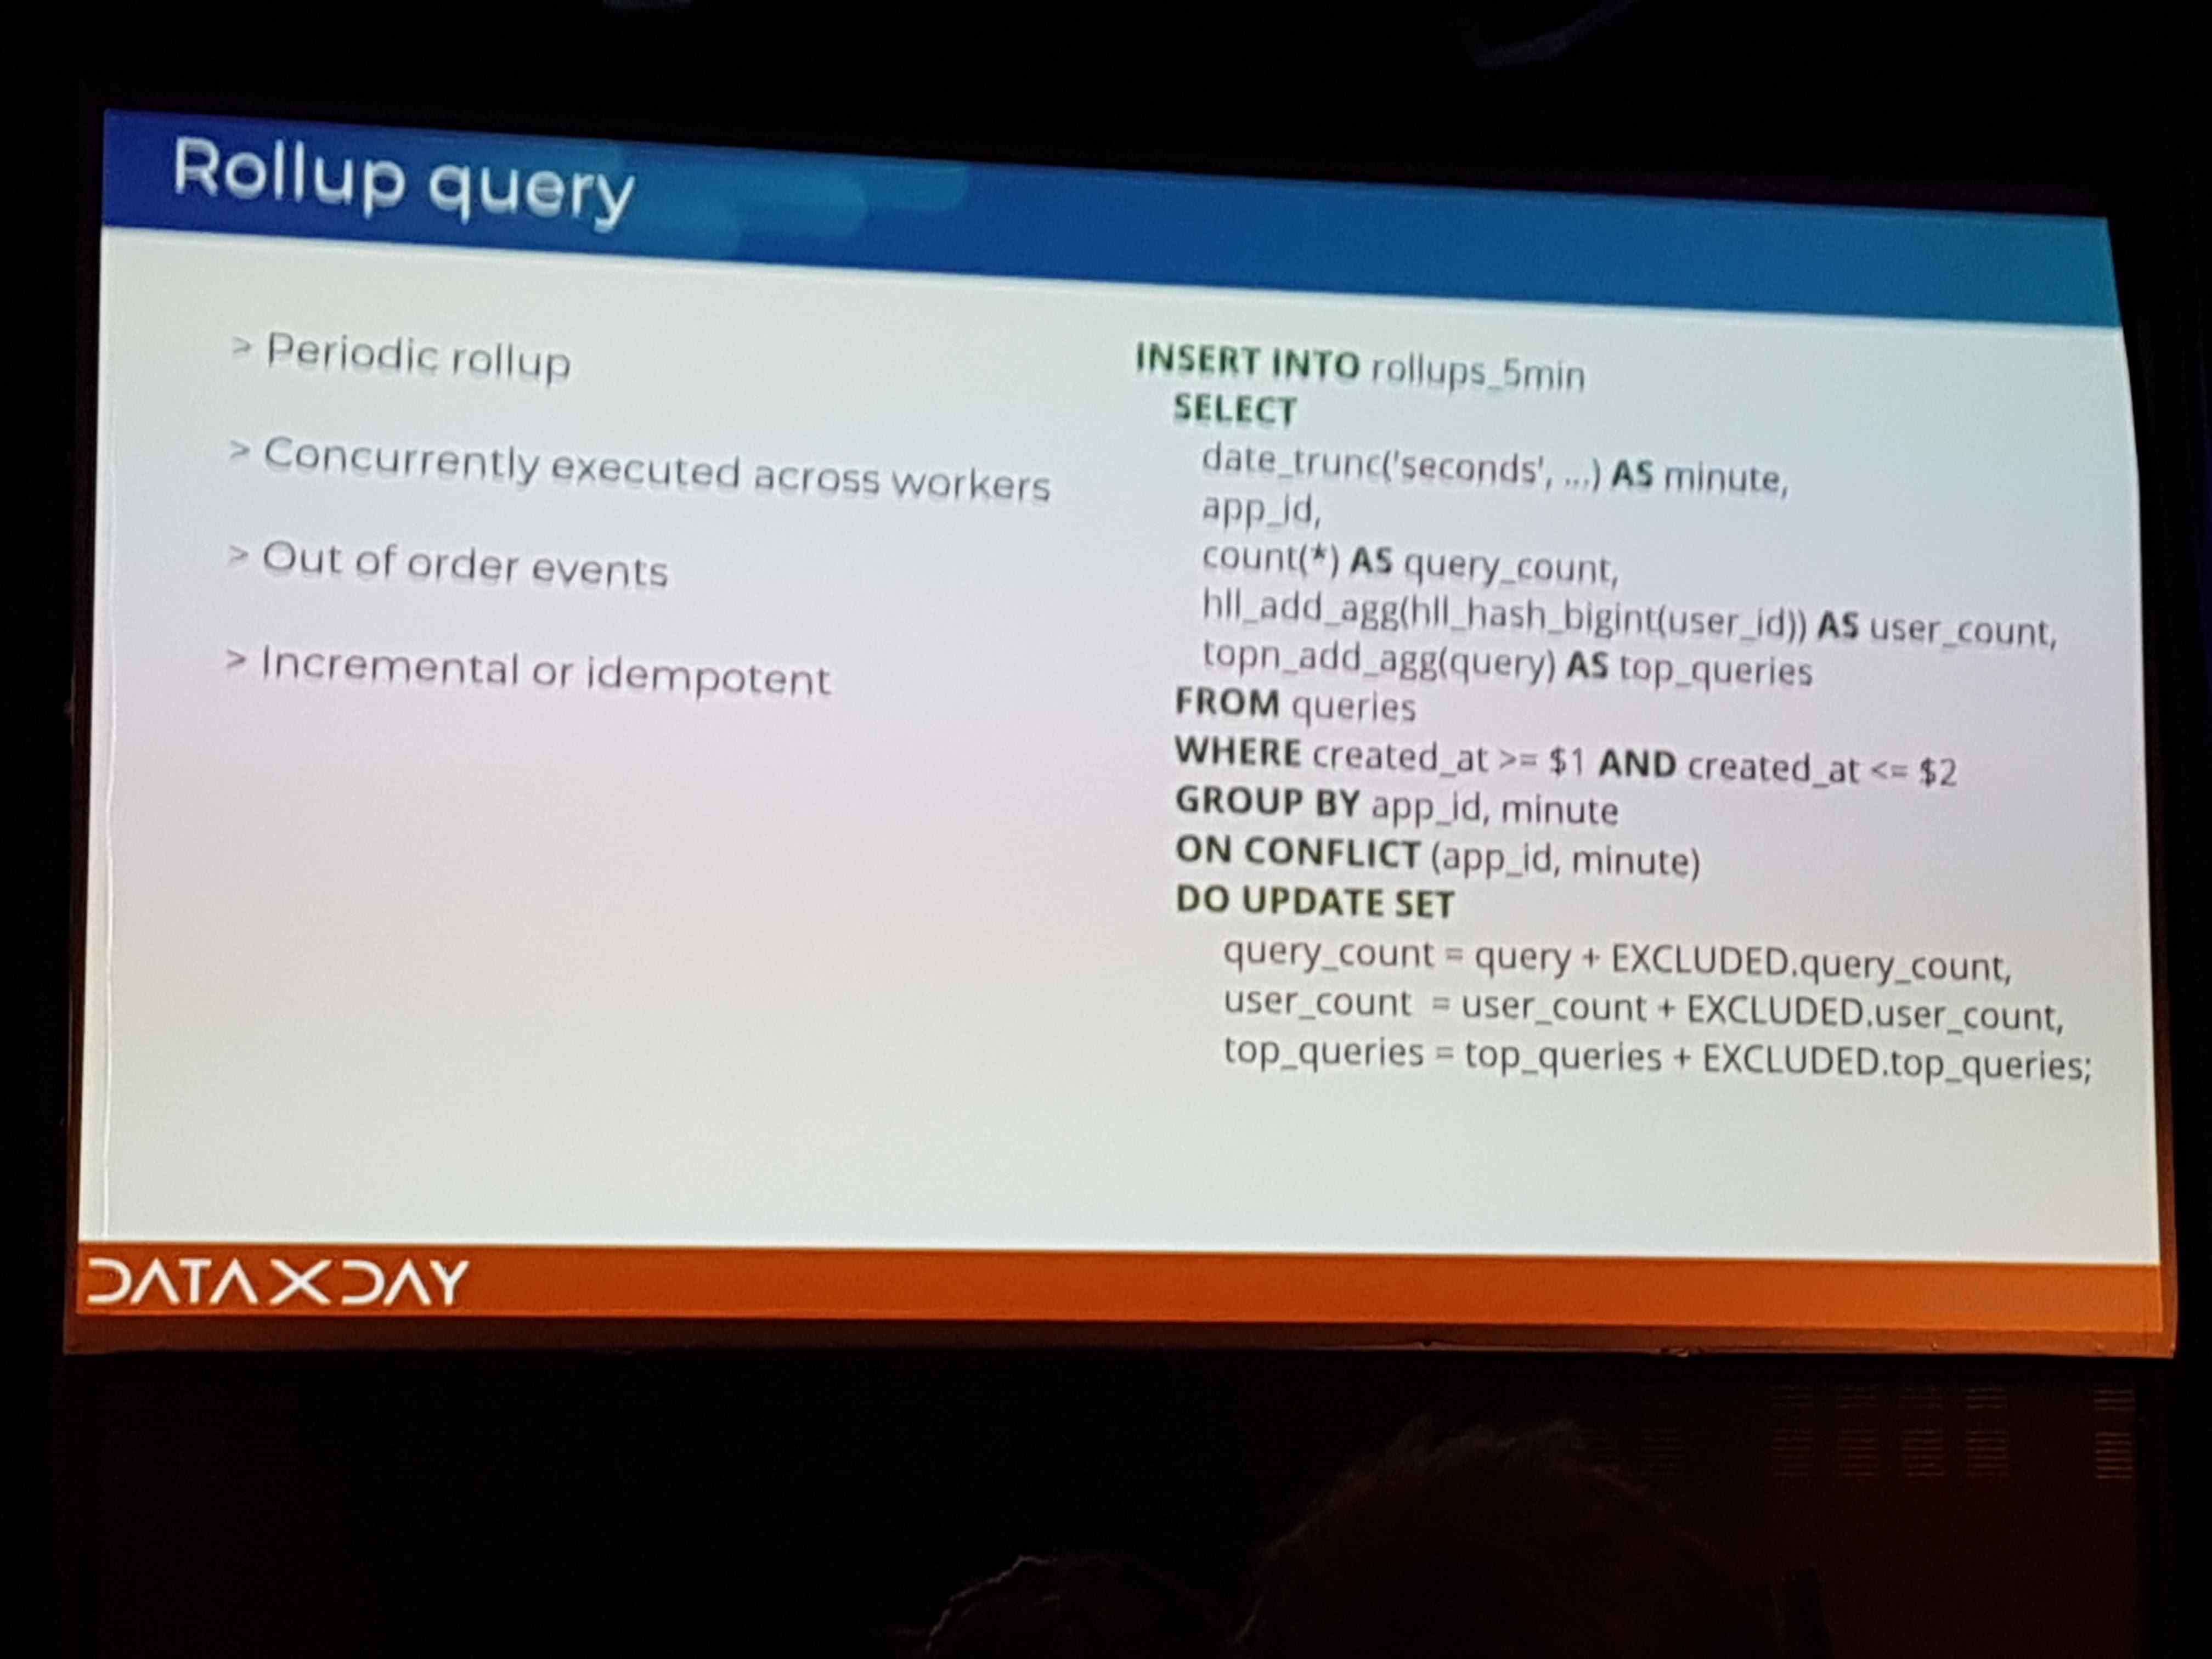 Rollup query
> Periodic rollup
> Concurrently executed across workers
> Out of order events
> Incremental or idempotent
INSERT INTO rollups_5min
SELECT
date_trunc('seconds', ...) AS minute,
app_id,
count(*) AS query_count,
hll_add_agg(hll_hash_bigint(user_id)) AS user_count,
topn_add_agg(query) AS top_queries
FROM queries
WHERE created_at >= $1 AND created_at <= $2
GROUP BY app_id, minute
ON CONFLICT (app_id, minute)
DO UPDATE SET
query_count = query + EXCLUDED.query_count,
user_count = user_count + EXCLUDED.user_count,
top_queries = top_queries + EXCLUDED.top_queries;
DATA X DAY